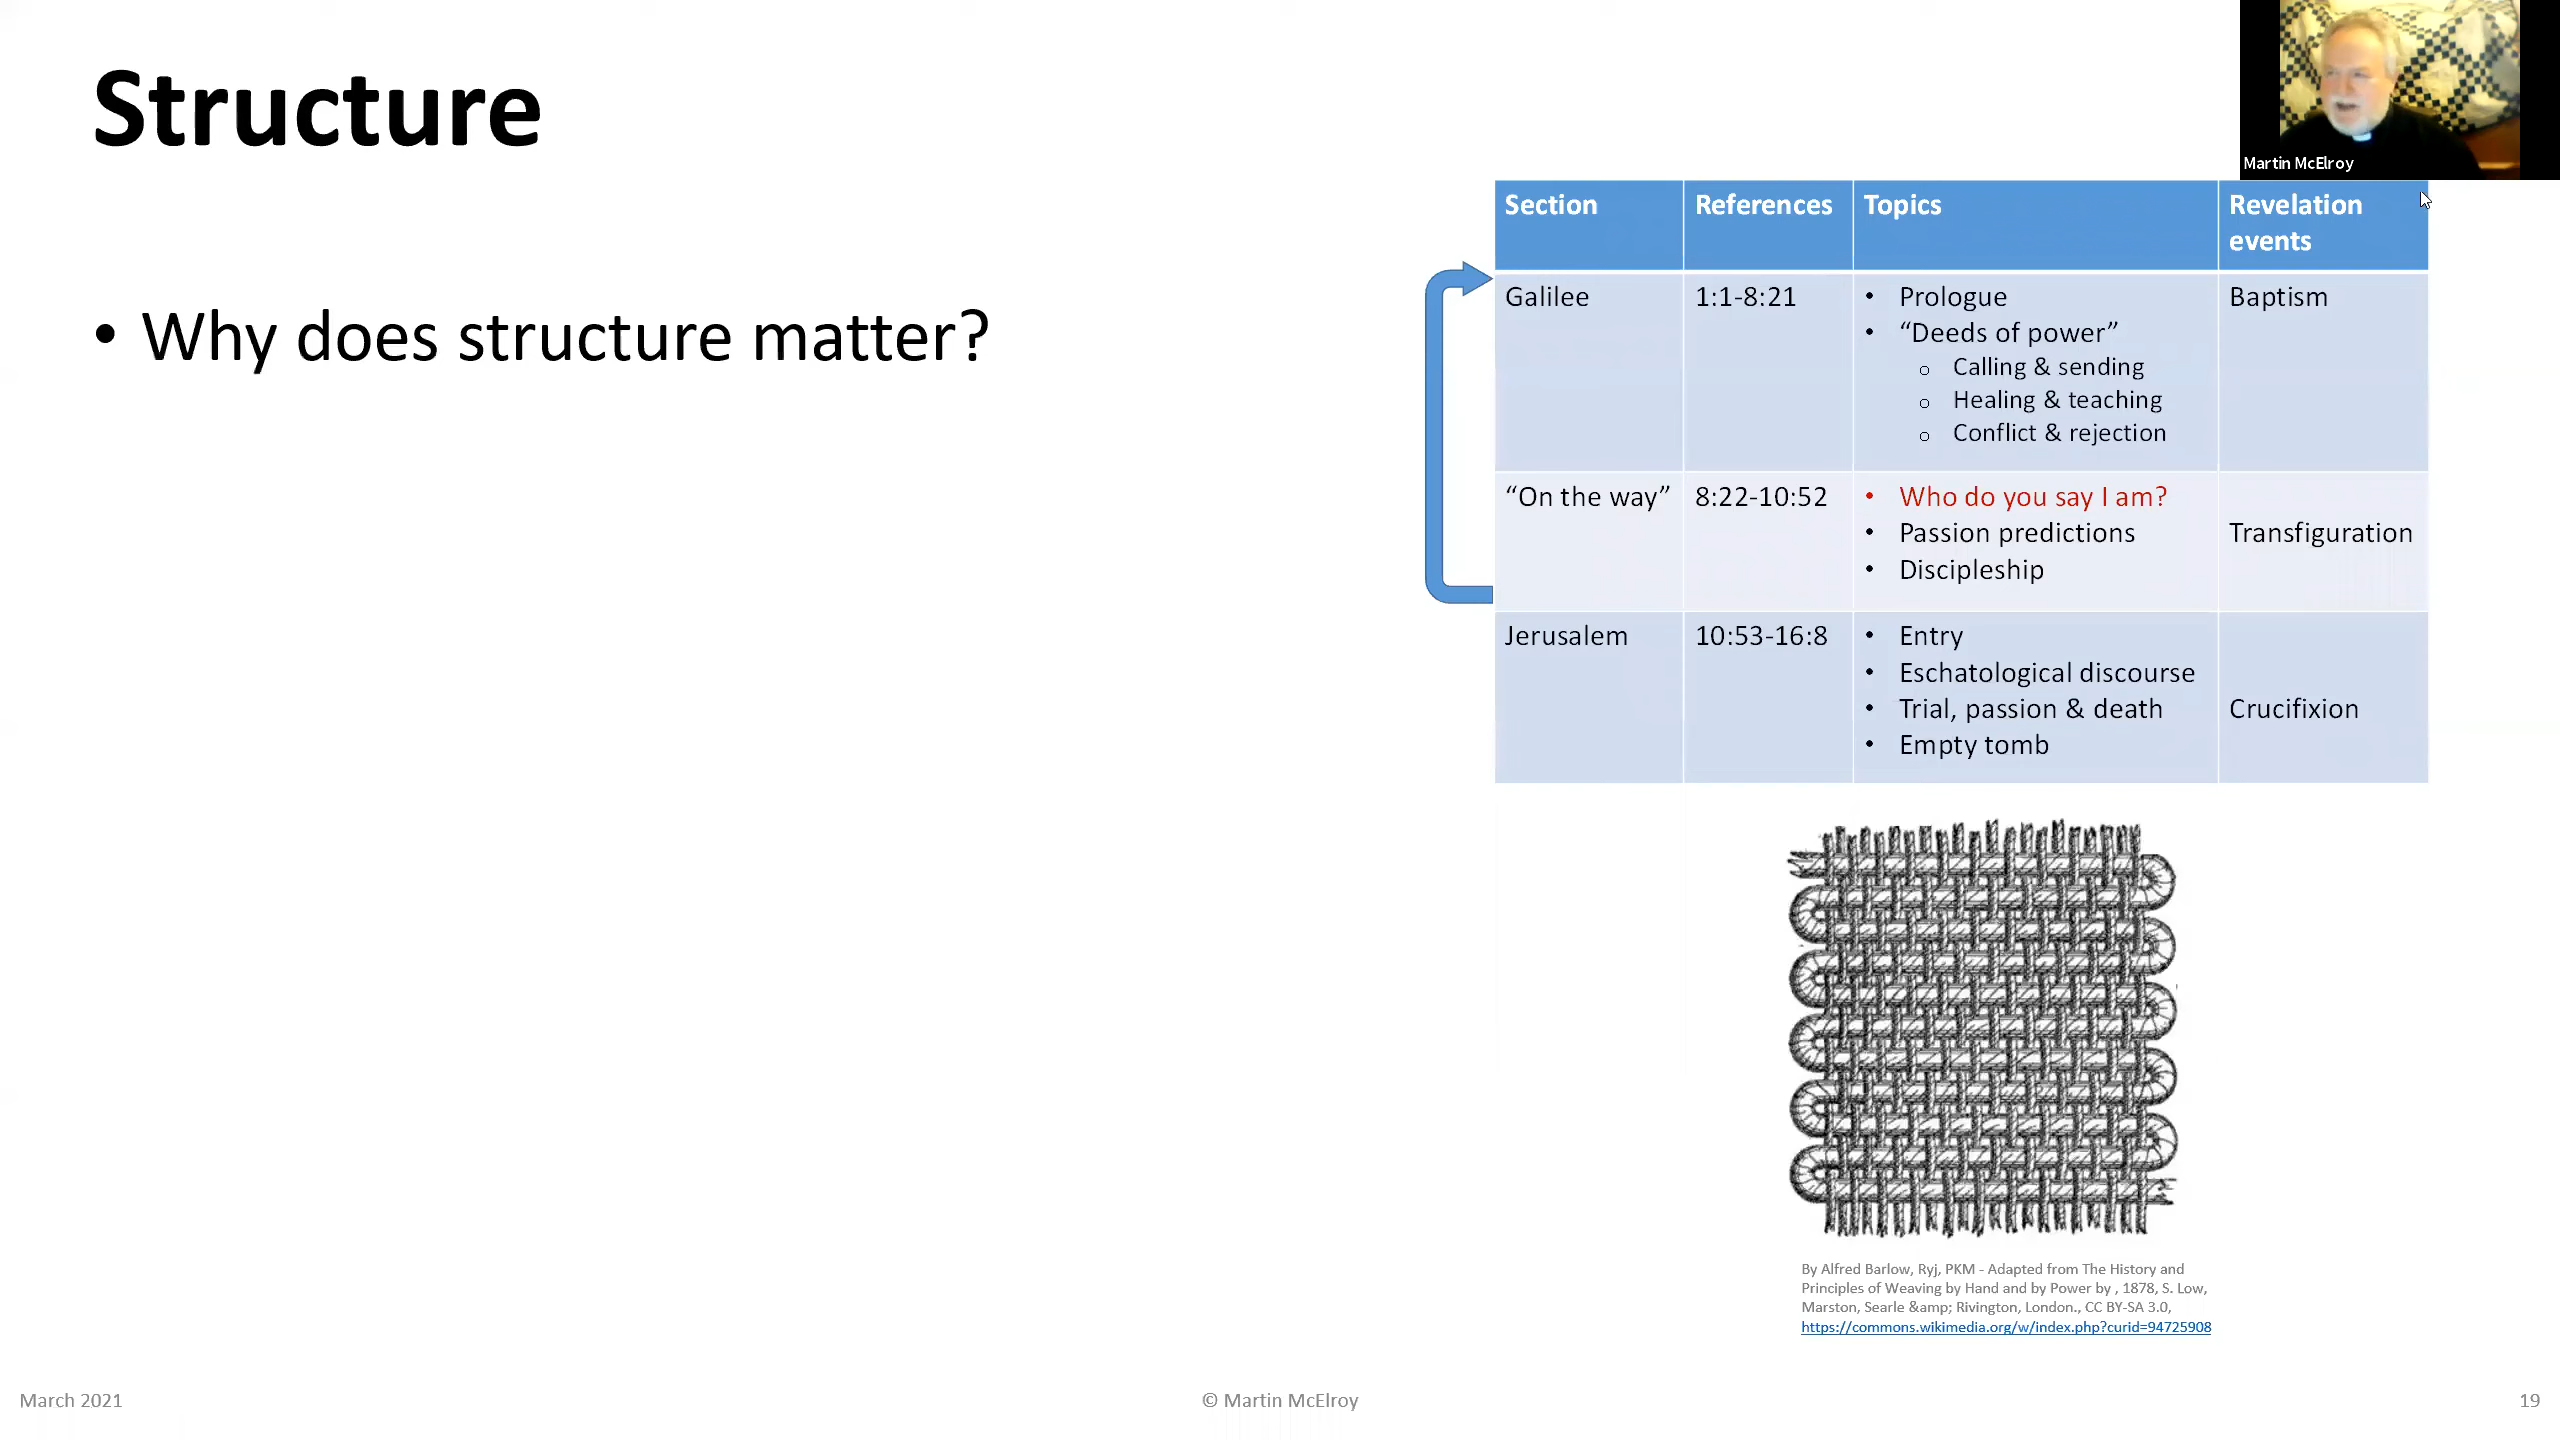 Structure
Martin McElroy
• Why does structure matter?
Section References Topics Revelation
events
Galilee 1:1-8:21 • Prologue Baptism
• “Deeds of power”
o Calling & sending
o Healing & teaching
o Conflict & rejection
“On the way” 8:22-10:52 • Who do you say I am?
• Passion predictions Transfiguration
• Discipleship
Jerusalem 10:53-16:8 • Entry
• Eschatological discourse
• Trial, passion & death Crucifixion
• Empty tomb
By Alfred Barlow, Ryj, PKM - Adapted from The History and
Principles of Weaving by Hand and by Power by , 1878, S. Low,
Marston, Searle &amp; Rivington, London., CC BY-SA 3.0,
https://commons.wikimedia.org/w/index.php?curid=94725908
March 2021 © Martin McElroy 19